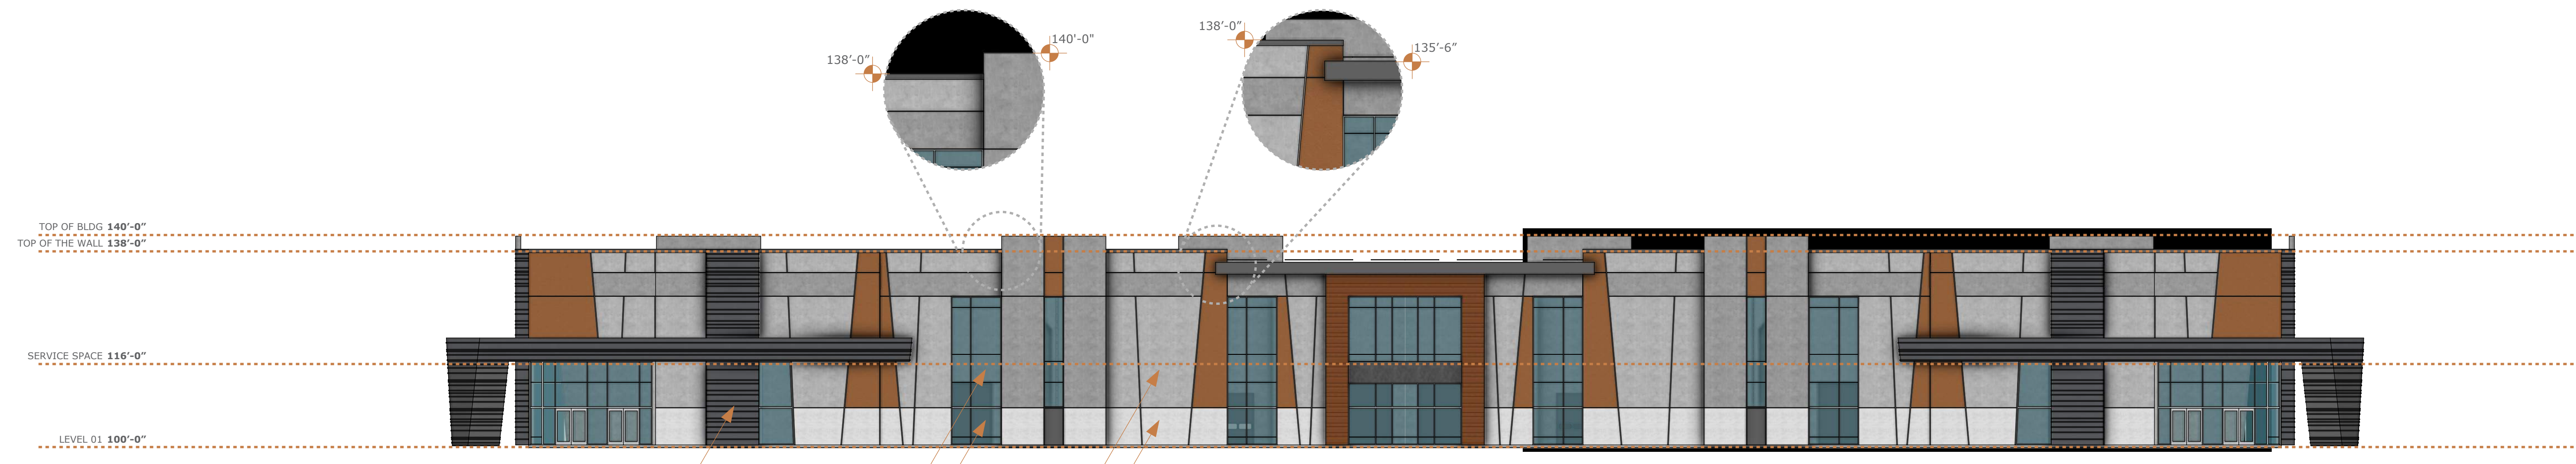 138’-0”
140'-0"
138’-0”
135’-6”
TOP OF BLDG 140’-0”
TOP OF THE WALL 138’-0”
SERVICE SPACE 116’-0”
LEVEL 01 100’-0”